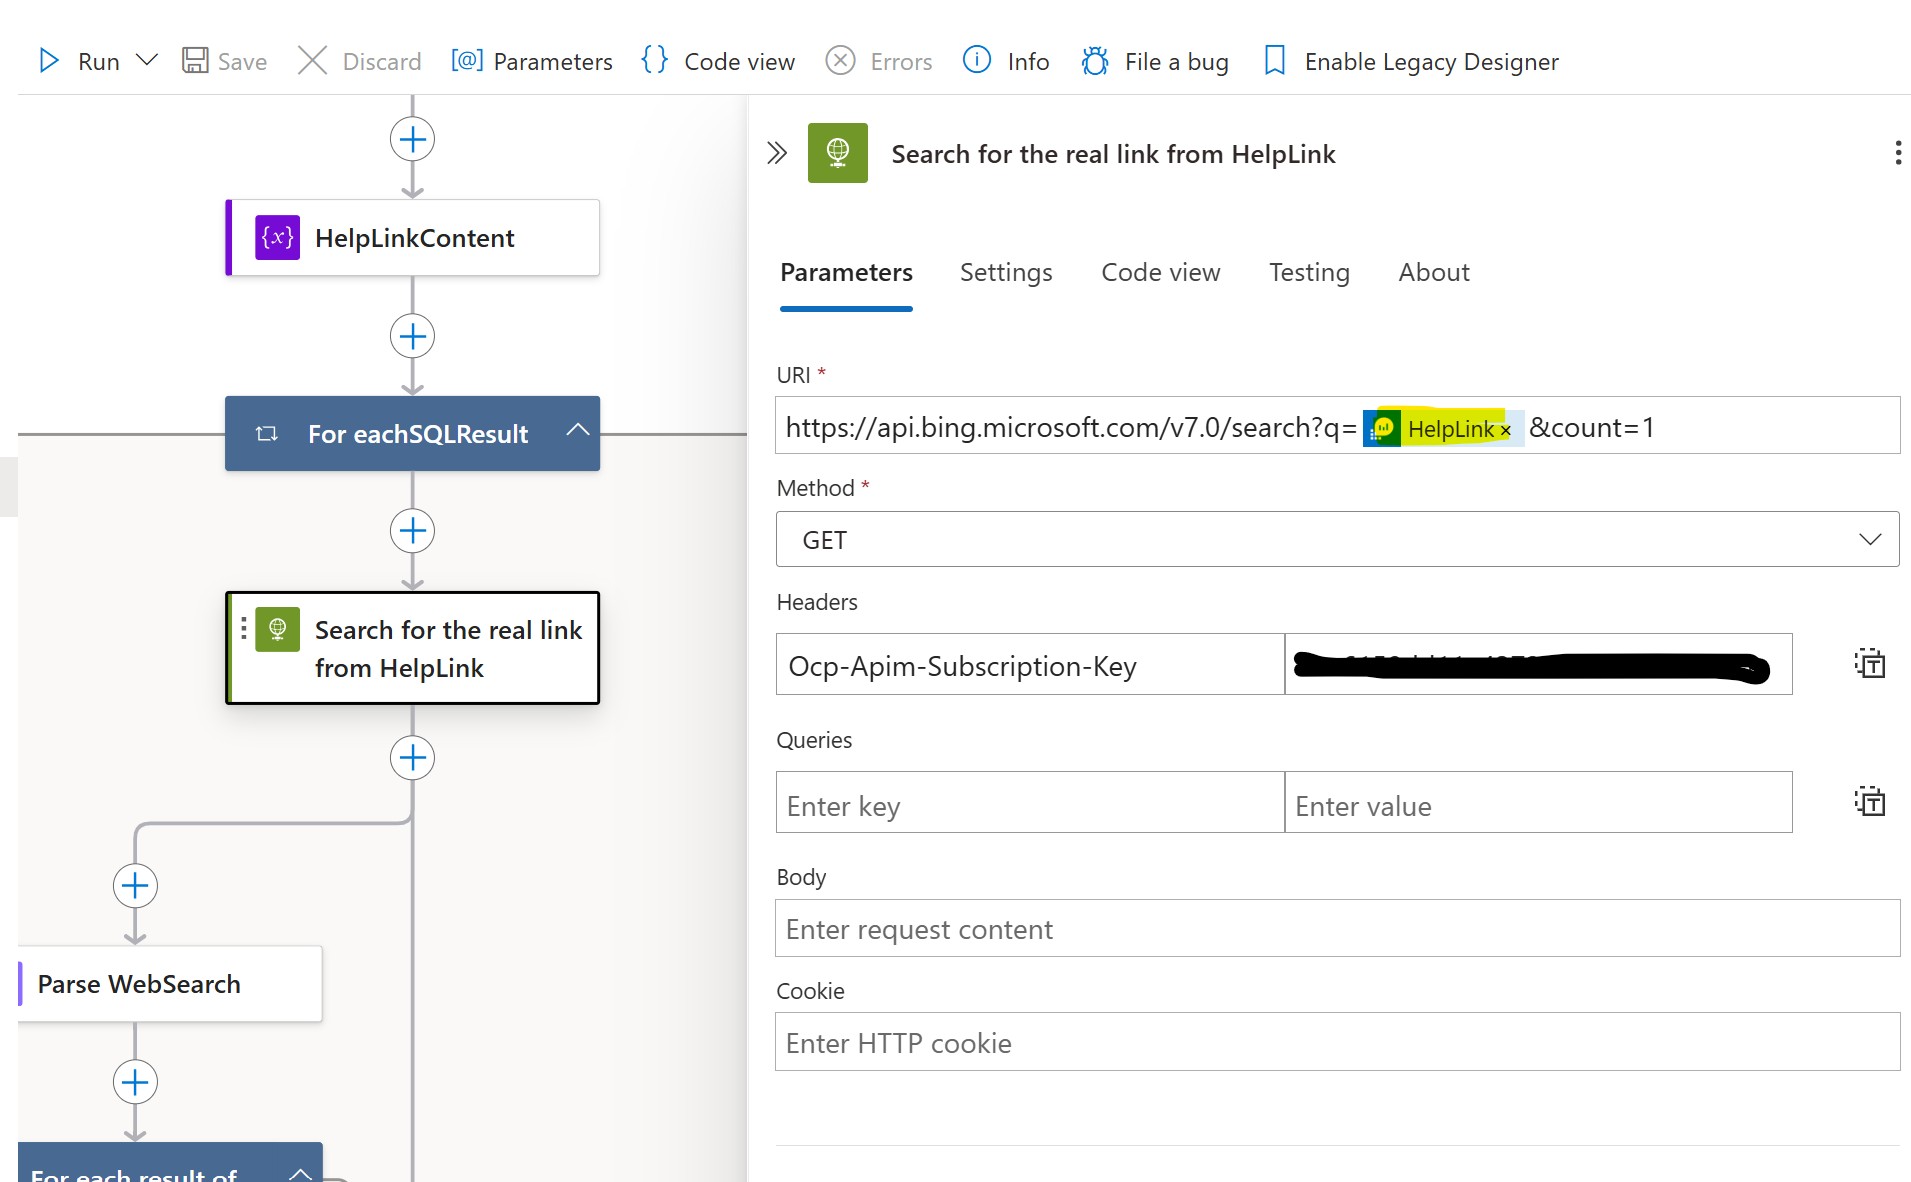 Run Save Discard [@] Parameters {} Code view Errors Info File a bug Enable Legacy Designer
{x} HelpLinkContent
For eachSQLResult
Search for the real link
from HelpLink
Parse WebSearch
For each result of
Search for the real link from HelpLink
Parameters Settings Code view Testing About
URI *
https://api.bing.microsoft.com/v7.0/search?q= HelpLink × &count=1
Method *
GET
Headers
Ocp-Apim-Subscription-Key
Queries
Enter key Enter value
Body
Enter request content
Cookie
Enter HTTP cookie